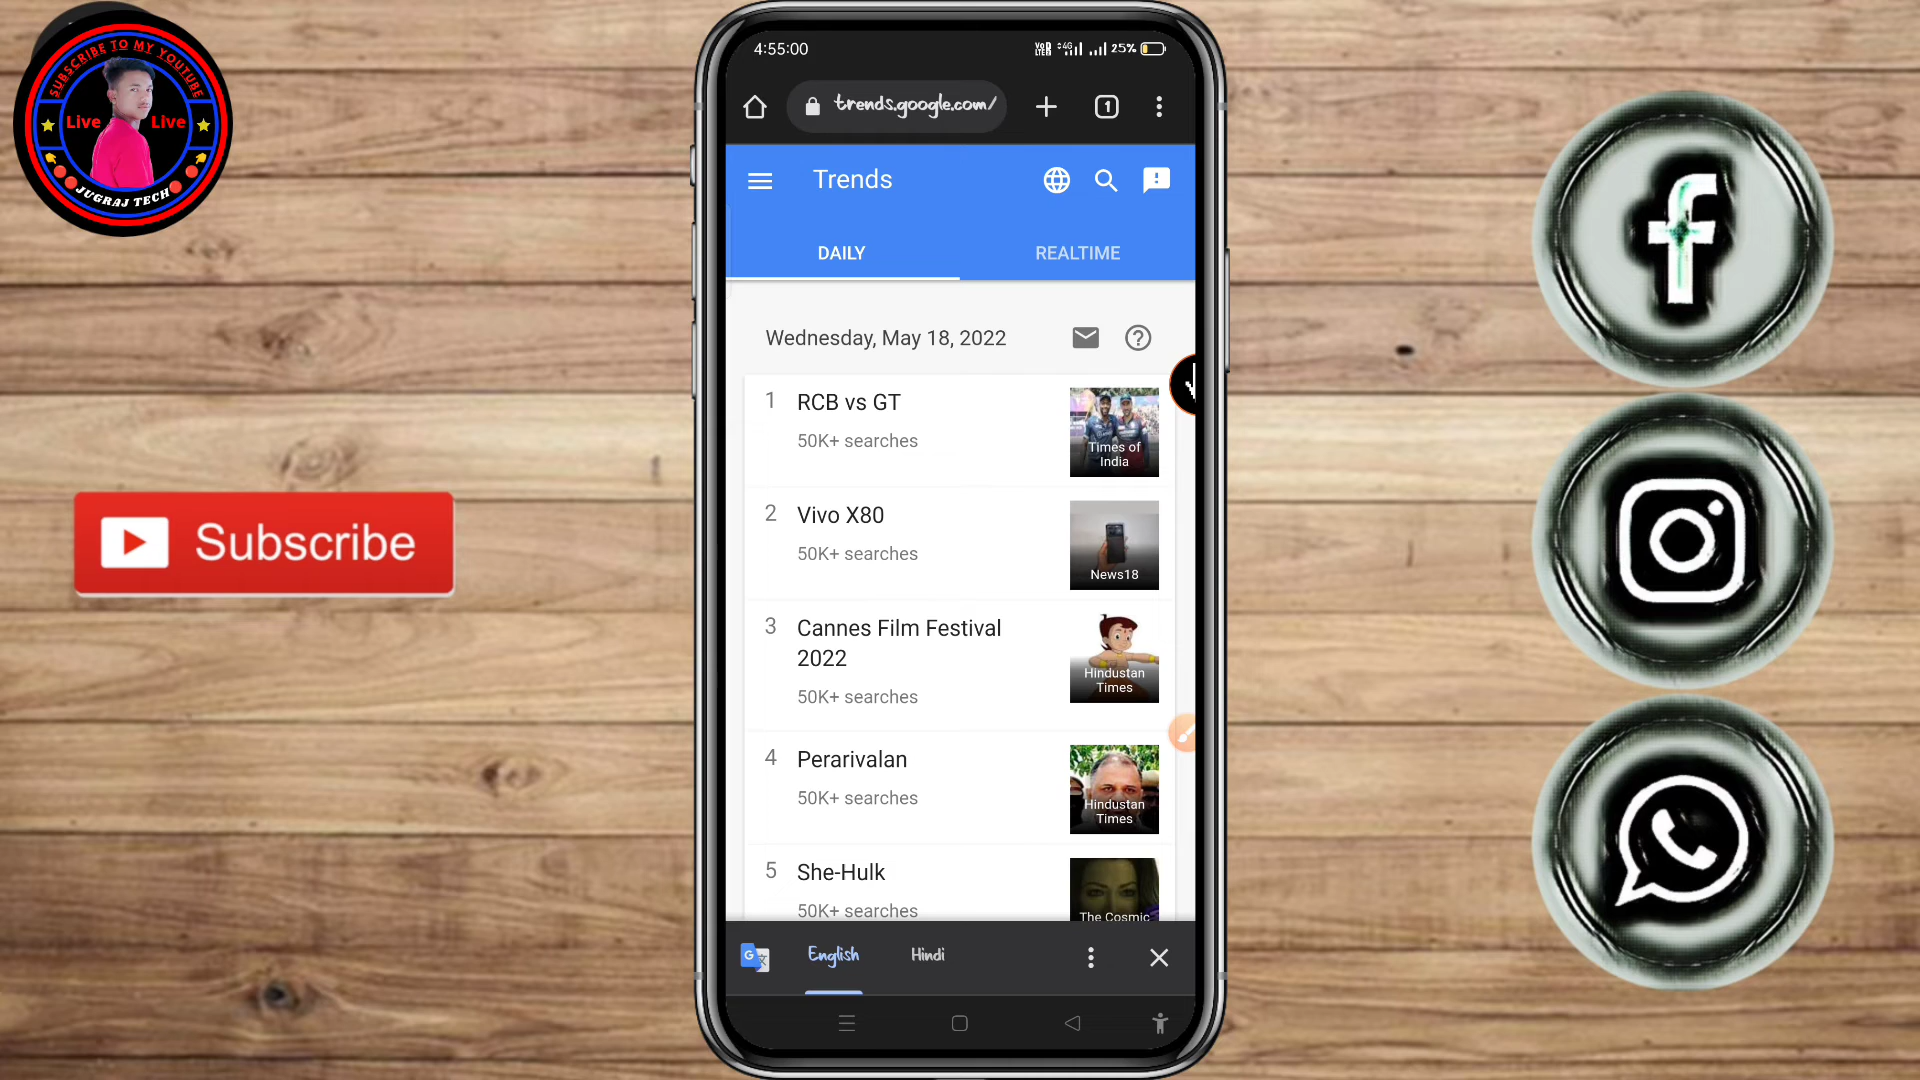 SUBSCRIBE TO MY YOUTUBE
Live Live
JUGRAJ TECH
Subscribe
4:55:00
VoLTE 4G 25%
trends.google.com/
1
Trends
DAILY
REALTIME
Wednesday, May 18, 2022
1
RCB vs GT
50K+ searches
Times of
India
2
Vivo X80
50K+ searches
News18
3
Cannes Film Festival
2022
50K+ searches
Hindustan
Times
4
Perarivalan
50K+ searches
Hindustan
Times
5
She-Hulk
50K+ searches
The Cosmic
English
Hindi